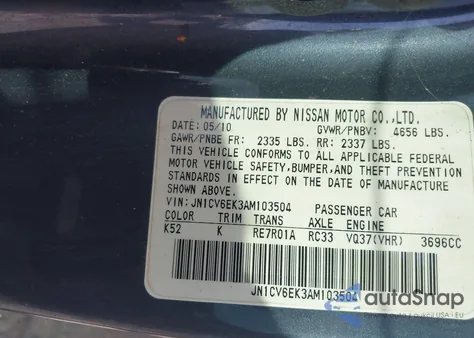 MANUFACTURED BY NISSAN MOTOR CO.,LTD.
DATE: 05/10 GVWR/PNBV: 4656 LBS.
GAWR/PNBE FR: 2335 LBS. RR: 2337 LBS.
THIS VEHICLE CONFORMS TO ALL APPLICABLE FEDERAL
MOTOR VEHICLE SAFETY,BUMPER,AND THEFT PREVENTION
STANDARDS IN EFFECT ON THE DATE OF MANUFACTURE
SHOWN ABOVE.
VIN: JN1CV6EK3AM103504 PASSENGER CAR
COLOR TRIM TRANS AXLE ENGINE
K52 K RE7R01A RC33 VQ37(VHR) 3696CC
JN1CV6EK3AM103504
autoSnap